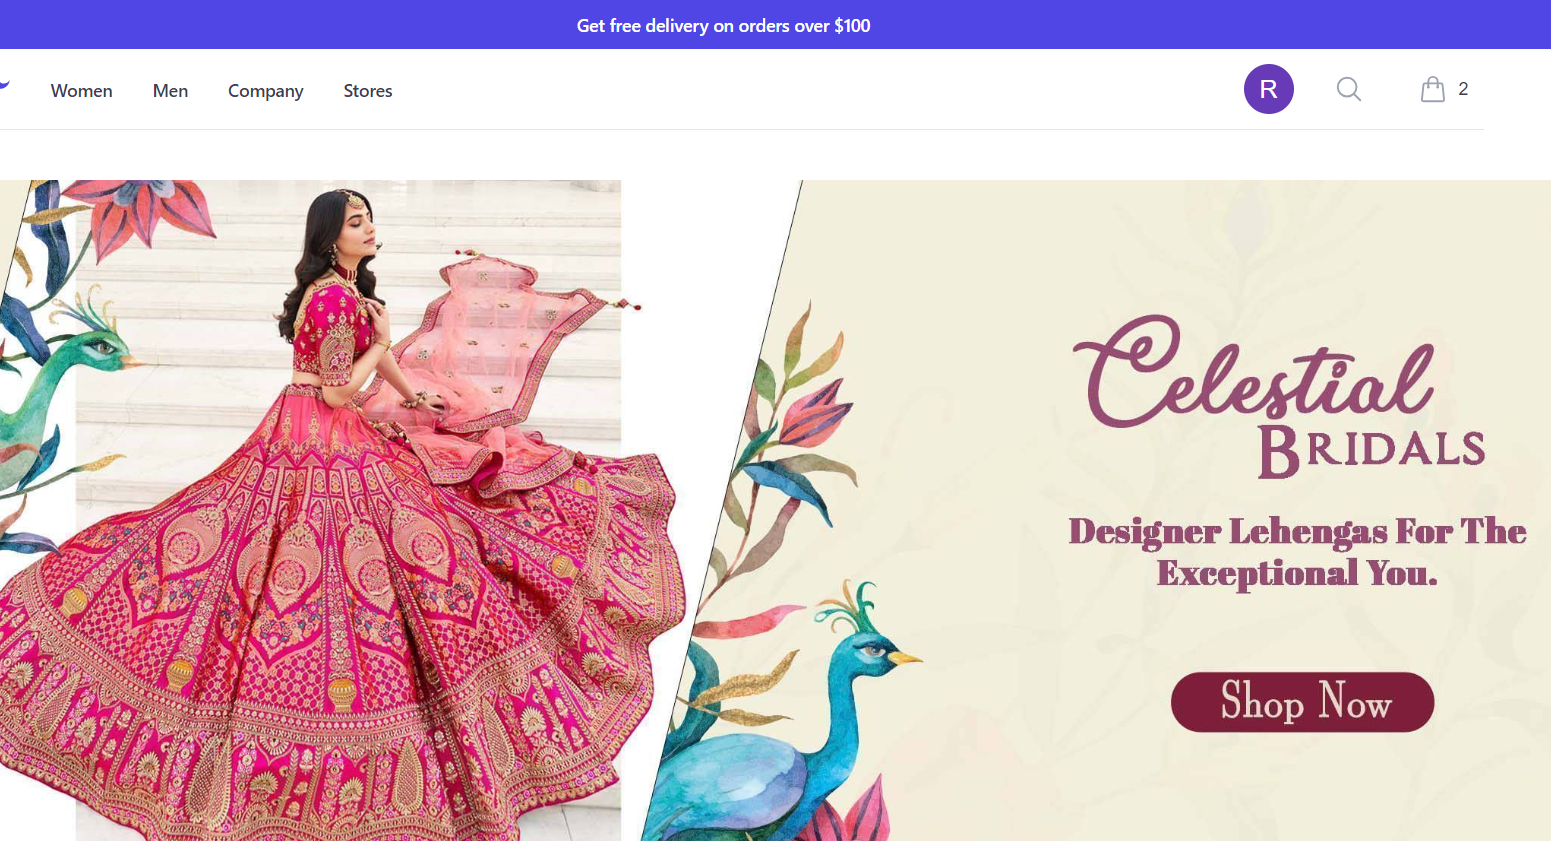 Get free delivery on orders over $100
Women Men Company Stores R 2
Celestial
BRIDALS
Designer Lehengas For The
Exceptional You.
Shop Now